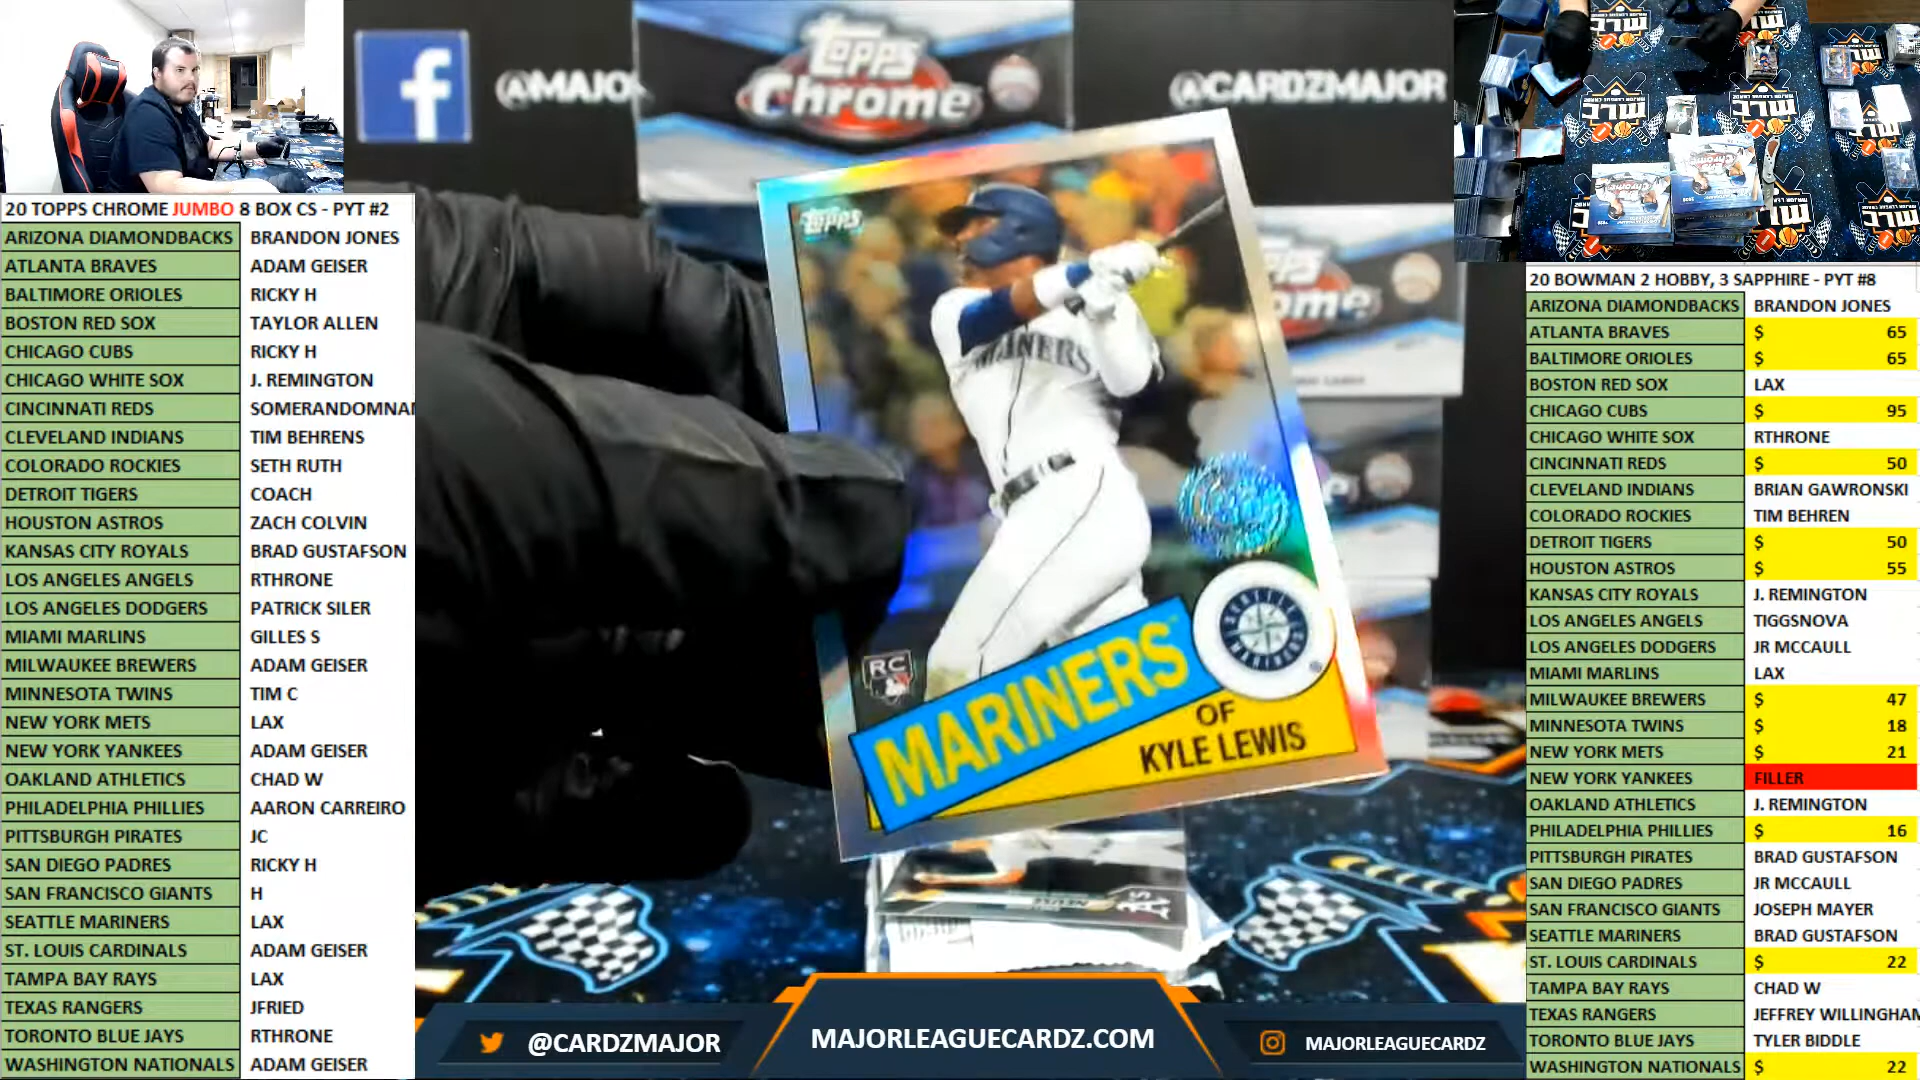 20 TOPPS CHROME JUMBO 8 BOX CS - PYT #2
ARIZONA DIAMONDBACKS BRANDON JONES
ATLANTA BRAVES ADAM GEISER
BALTIMORE ORIOLES RICKY H
BOSTON RED SOX TAYLOR ALLEN
CHICAGO CUBS RICKY H
CHICAGO WHITE SOX J. REMINGTON
CINCINNATI REDS SOMERANDOMNA
CLEVELAND INDIANS TIM BEHRENS
COLORADO ROCKIES SETH RUTH
DETROIT TIGERS COACH
HOUSTON ASTROS ZACH COLVIN
KANSAS CITY ROYALS BRAD GUSTAFSON
LOS ANGELES ANGELS RTHRONE
LOS ANGELES DODGERS PATRICK SILER
MIAMI MARLINS GILLES S
MILWAUKEE BREWERS ADAM GEISER
MINNESOTA TWINS TIM C
NEW YORK METS LAX
NEW YORK YANKEES ADAM GEISER
OAKLAND ATHLETICS CHAD W
PHILADELPHIA PHILLIES AARON CARREIRO
PITTSBURGH PIRATES JC
SAN DIEGO PADRES RICKY H
SAN FRANCISCO GIANTS H
SEATTLE MARINERS LAX
ST. LOUIS CARDINALS ADAM GEISER
TAMPA BAY RAYS LAX
TEXAS RANGERS JFRIED
TORONTO BLUE JAYS RTHRONE
WASHINGTON NATIONALS ADAM GEISER
@MAJO
Topps
Chrome
@CARDZMAJOR
Topps
MARINERS
RC
MARINERS
OF
KYLE LEWIS
SEATTLE
MARINERS
A's
@CARDZMAJOR
MAJORLEAGUECARDZ.COM
MAJORLEAGUECARDZ
20 BOWMAN 2 HOBBY, 3 SAPPHIRE - PYT #8
ARIZONA DIAMONDBACKS BRANDON JONES
ATLANTA BRAVES $ 65
BALTIMORE ORIOLES $ 65
BOSTON RED SOX LAX
CHICAGO CUBS $ 95
CHICAGO WHITE SOX RTHRONE
CINCINNATI REDS $ 50
CLEVELAND INDIANS BRIAN GAWRONSKI
COLORADO ROCKIES TIM BEHREN
DETROIT TIGERS $ 50
HOUSTON ASTROS $ 55
KANSAS CITY ROYALS J. REMINGTON
LOS ANGELES ANGELS TIGGSNOVA
LOS ANGELES DODGERS JR MCCAULL
MIAMI MARLINS LAX
MILWAUKEE BREWERS $ 47
MINNESOTA TWINS $ 18
NEW YORK METS $ 21
NEW YORK YANKEES FILLER
OAKLAND ATHLETICS J. REMINGTON
PHILADELPHIA PHILLIES $ 16
PITTSBURGH PIRATES BRAD GUSTAFSON
SAN DIEGO PADRES JR MCCAULL
SAN FRANCISCO GIANTS JOSEPH MAYER
SEATTLE MARINERS BRAD GUSTAFSON
ST. LOUIS CARDINALS $ 22
TAMPA BAY RAYS CHAD W
TEXAS RANGERS JEFFREY WILLINGHAM
TORONTO BLUE JAYS TYLER BIDDLE
WASHINGTON NATIONALS $ 22